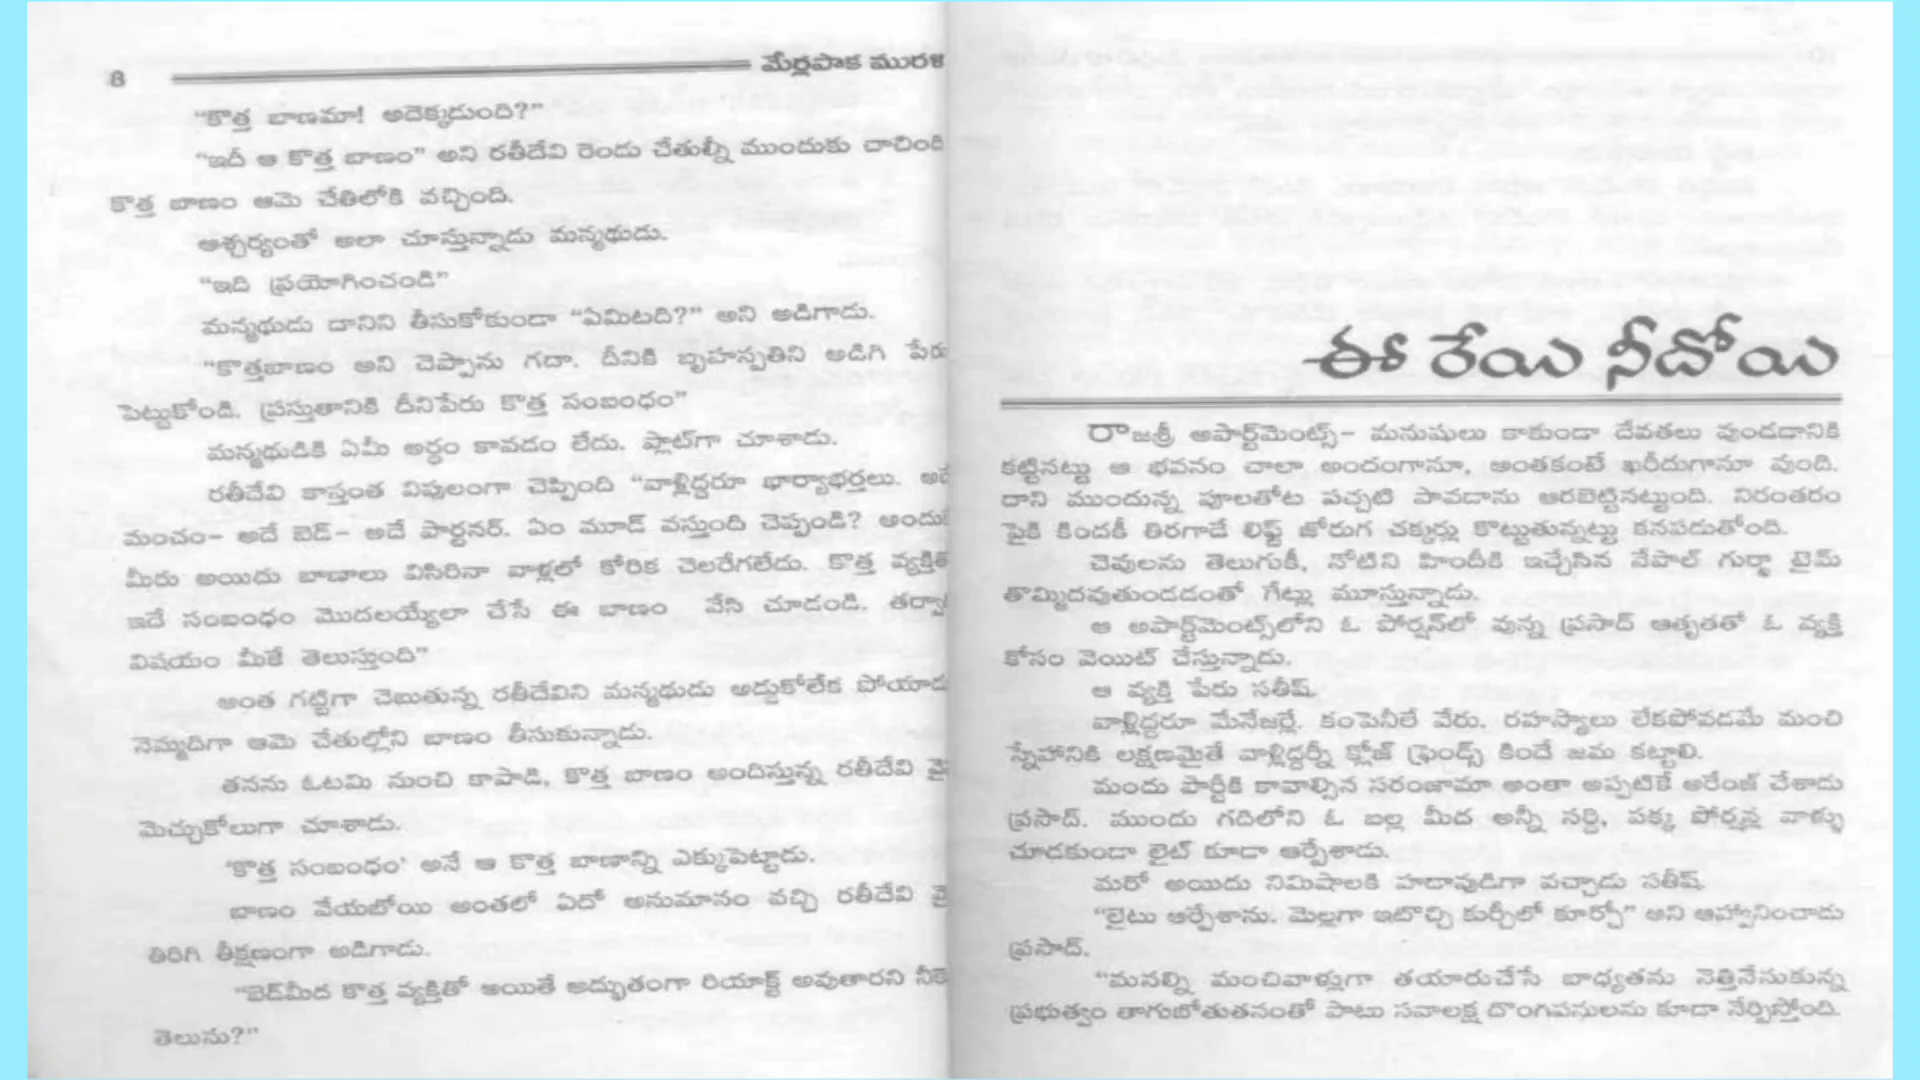 8
మేర్లపాక మురళ
“కొత్త బాణమా! అదెక్కడుంది?”
“ఇదీ ఆ కొత్త బాణం” అని రతీదేవి రెండు చేతుల్నీ ముందుకు చాచింది
కొత్త బాణం ఆమె చేతిలోకి వచ్చింది.
ఆశ్చర్యంతో అలా చూస్తున్నాడు మన్మథుడు.
“ఇది ప్రయోగించండి”
మన్మథుడు దానిని తీసుకోకుండా “ఏమిటది?” అని అడిగాడు.
“కొత్తబాణం అని చెప్పాను గదా. దీనికి బృహస్పతిని అడిగి పేరు
పెట్టుకోండి. ప్రస్తుతానికి దీనిపేరు కొత్త సంబంధం”
మన్మథుడికి ఏమీ అర్థం కావడం లేదు. ప్లాట్‌గా చూశాడు.
రతీదేవి కాస్తంత విపులంగా చెప్పింది “వాళ్లిద్దరూ భార్యాభర్తలు. అదే
మంచం- అదే బెడ్- అదే పార్టనర్. ఏం మూడ్ వస్తుంది చెప్పండి? అందుకే
మీరు అయిదు బాణాలు విసిరినా వాళ్లలో కోరిక చెలరేగలేదు. కొత్త వ్యక్తితో
ఇదే సంబంధం మొదలయ్యేలా చేసే ఈ బాణం వేసి చూడండి. తర్వా
విషయం మీకే తెలుస్తుంది”
అంత గట్టిగా చెబుతున్న రతీదేవిని మన్మథుడు అడ్డుకోలేక పోయాడు
నెమ్మదిగా ఆమె చేతుల్లోని బాణం తీసుకున్నాడు.
తనను ఓటమి నుంచి కాపాడి, కొత్త బాణం అందిస్తున్న రతీదేవి వై
మెచ్చుకోలుగా చూశాడు.
‘కొత్త సంబంధం’ అనే ఆ కొత్త బాణాన్ని ఎక్కుపెట్టాడు.
బాణం వేయబోయి అంతలో ఏదో అనుమానం వచ్చి రతీదేవి వై
తిరిగి తీక్షణంగా అడిగాడు.
“బెడ్‌మీద కొత్త వ్యక్తితో అయితే అద్భుతంగా రియాక్ట్ అవుతారని నీకె
తెలుసు?”
ఈ రేయి నీదోయి
రాజశ్రీ అపార్ట్‌మెంట్స్- మనుషులు కాకుండా దేవతలు వుండడానికి
కట్టినట్టు ఆ భవనం చాలా అందంగానూ, అంతకంటే ఖరీదుగానూ వుంది.
దాని ముందున్న పూలతోట పచ్చటి పావడాను ఆరబెట్టినట్టుంది. నిరంతరం
పైకి కిందకీ తిరగాడే లిఫ్ట్ జోరుగ చక్కర్లు కొట్టుతున్నట్టు కనపడుతోంది.
చెవులను తెలుగుకీ, నోటిని హిందీకి ఇచ్చేసిన నేపాల్ గుర్ఖా టైమ్
తొమ్మిదవుతుండడంతో గేట్లు మూస్తున్నాడు.
ఆ అపార్ట్‌మెంట్స్‌లోని ఓ పోర్షన్‌లో వున్న ప్రసాద్ ఆతృతతో ఓ వ్యక్తి
కోసం వెయిట్ చేస్తున్నాడు.
ఆ వ్యక్తి పేరు సతీష్.
వాళ్లిద్దరూ మేనేజర్లే. కంపెనీలే వేరు. రహస్యాలు లేకపోవడమే మంచి
స్నేహానికి లక్షణమైతే వాళ్లిద్దర్నీ క్లోజ్ ఫ్రెండ్స్ కిందే జమ కట్టాలి.
మందు పార్టీకి కావాల్సిన సరంజామా అంతా అప్పటికే అరేంజ్ చేశాడు
ప్రసాద్. ముందు గదిలోని ఓ బల్ల మీద అన్నీ సర్ది, పక్క పోర్షన్ల వాళ్ళు
చూడకుండా లైట్ కూడా ఆర్పేశాడు.
మరో అయిదు నిమిషాలకి హడావుడిగా వచ్చాడు సతీష్.
“లైటు ఆర్పేశాను. మెల్లగా ఇటొచ్చి కుర్చీలో కూర్చో” అని ఆహ్వానించాడు
ప్రసాద్.
“మనల్ని మంచివాళ్లుగా తయారుచేసే బాధ్యతను నెత్తినేసుకున్న
ప్రభుత్వం తాగుబోతుతనంతో పాటు సవాలక్ష దొంగపనులను కూడా నేర్పిస్తోంది.